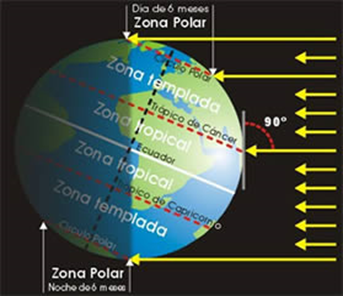 Día de 6 meses
Zona Polar
Círculo Polar
Zona templada
Trópico de Cáncer
90°
Zona tropical
Ecuador
Zona tropical
Trópico de Capricornio
Zona templada
Círculo Polar
Zona Polar
Noche de 6 meses